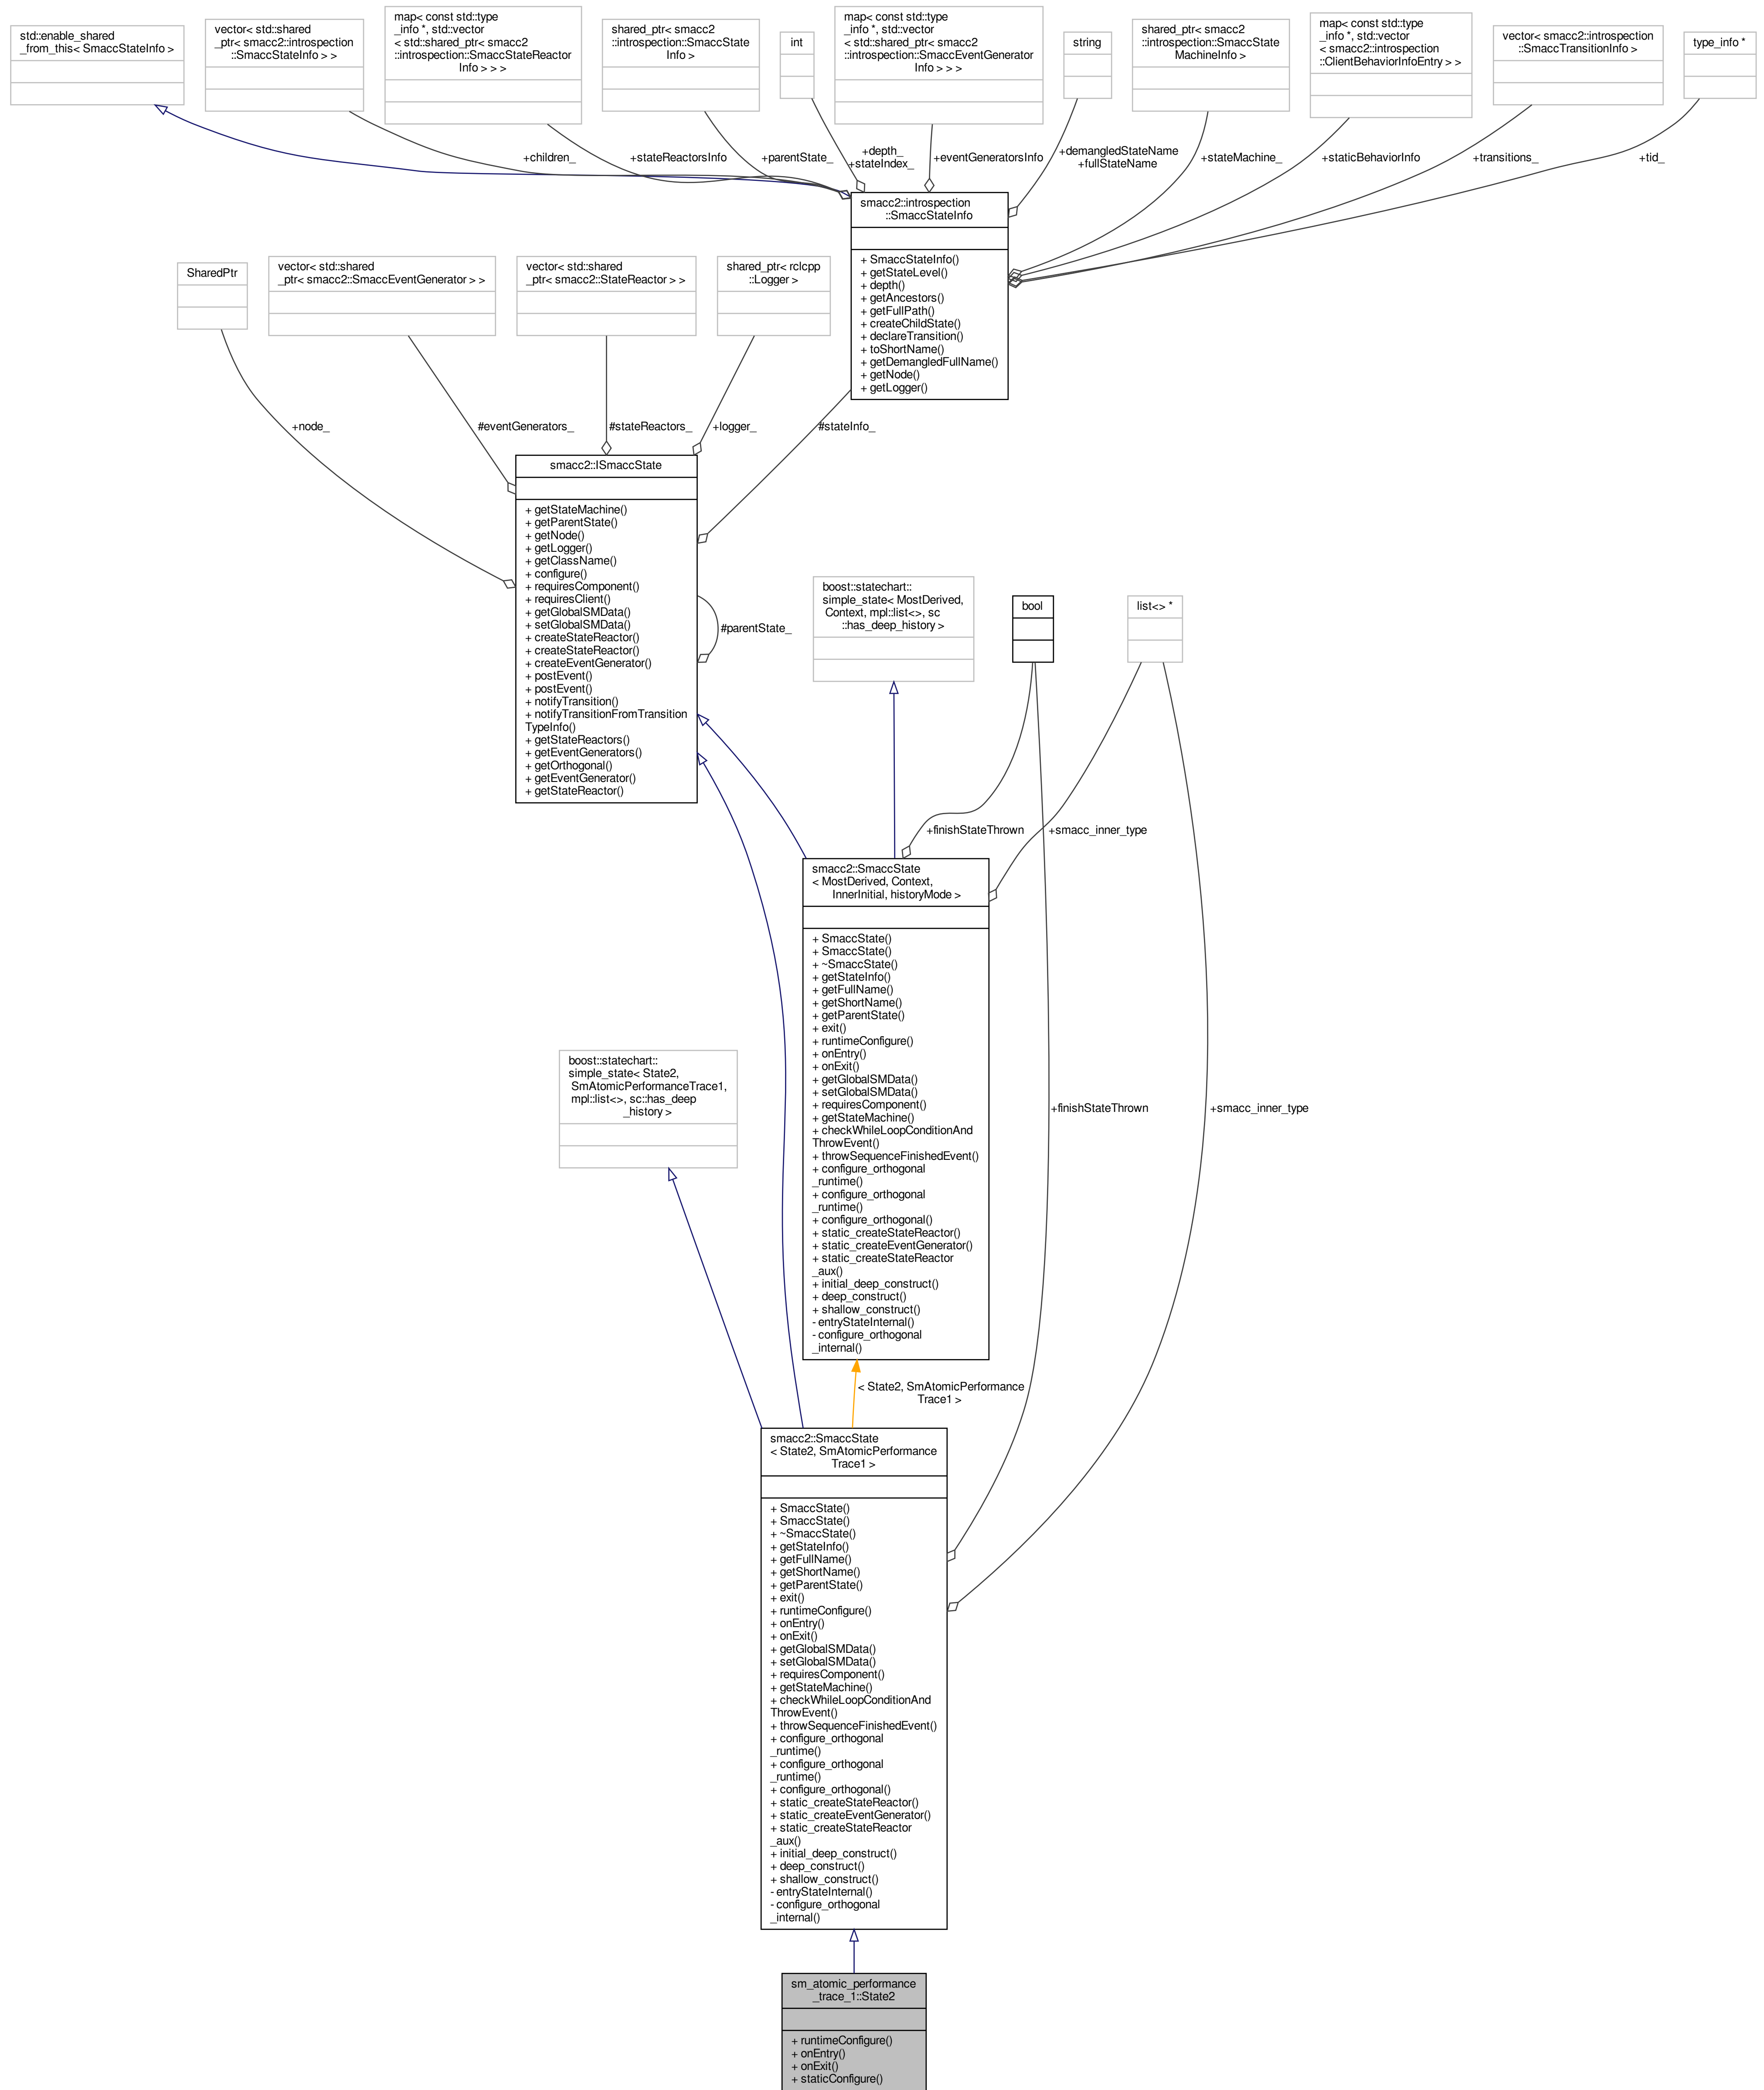 std::enable_shared
_from_this< SmaccStateInfo >
vector< std::shared
_ptr< smacc2::introspection
::SmaccStateInfo > >
map< const std::type
_info *, std::vector
< std::shared_ptr< smacc2
::introspection::SmaccStateReactor
Info > > >
shared_ptr< smacc2
::introspection::SmaccState
Info >
int
map< const std::type
_info *, std::vector
< std::shared_ptr< smacc2
::introspection::SmaccEventGenerator
Info > > >
string
shared_ptr< smacc2
::introspection::SmaccState
MachineInfo >
map< const std::type
_info *, std::vector
< smacc2::introspection
::ClientBehaviorInfoEntry > >
vector< smacc2::introspection
::SmaccTransitionInfo >
type_info *
+children_
+stateReactorsInfo
+parentState_
+depth_
+stateIndex_
+eventGeneratorsInfo
+demangledStateName
+fullStateName
+stateMachine_
+staticBehaviorInfo
+transitions_
+tid_
smacc2::introspection
::SmaccStateInfo
+ SmaccStateInfo()
+ getStateLevel()
+ depth()
+ getAncestors()
+ getFullPath()
+ createChildState()
+ declareTransition()
+ toShortName()
+ getDemangledFullName()
+ getNode()
+ getLogger()
SharedPtr
vector< std::shared
_ptr< smacc2::SmaccEventGenerator > >
vector< std::shared
_ptr< smacc2::StateReactor > >
shared_ptr< rclcpp
::Logger >
+node_
#eventGenerators_
#stateReactors_
+logger_
#stateInfo_
smacc2::ISmaccState
+ getStateMachine()
+ getParentState()
+ getNode()
+ getLogger()
+ getClassName()
+ configure()
+ requiresComponent()
+ requiresClient()
+ getGlobalSMData()
+ setGlobalSMData()
+ createStateReactor()
+ createStateReactor()
+ createEventGenerator()
+ postEvent()
+ postEvent()
+ notifyTransition()
+ notifyTransitionFromTransition
TypeInfo()
+ getStateReactors()
+ getEventGenerators()
+ getOrthogonal()
+ getEventGenerator()
+ getStateReactor()
#parentState_
boost::statechart::
simple_state< MostDerived,
Context, mpl::list<>, sc
::has_deep_history >
bool
list<> *
+finishStateThrown
+smacc_inner_type
smacc2::SmaccState
< MostDerived, Context,
InnerInitial, historyMode >
+ SmaccState()
+ SmaccState()
+ ~SmaccState()
+ getStateInfo()
+ getFullName()
+ getShortName()
+ getParentState()
+ exit()
+ runtimeConfigure()
+ onEntry()
+ onExit()
+ getGlobalSMData()
+ setGlobalSMData()
+ requiresComponent()
+ getStateMachine()
+ checkWhileLoopConditionAnd
ThrowEvent()
+ throwSequenceFinishedEvent()
+ configure_orthogonal
_runtime()
+ configure_orthogonal
_runtime()
+ configure_orthogonal()
+ static_createStateReactor()
+ static_createEventGenerator()
+ static_createStateReactor
_aux()
+ initial_deep_construct()
+ deep_construct()
+ shallow_construct()
- entryStateInternal()
- configure_orthogonal
_internal()
boost::statechart::
simple_state< State2,
SmAtomicPerformanceTrace1,
mpl::list<>, sc::has_deep
_history >
+finishStateThrown
+smacc_inner_type
< State2, SmAtomicPerformance
Trace1 >
smacc2::SmaccState
< State2, SmAtomicPerformance
Trace1 >
+ SmaccState()
+ SmaccState()
+ ~SmaccState()
+ getStateInfo()
+ getFullName()
+ getShortName()
+ getParentState()
+ exit()
+ runtimeConfigure()
+ onEntry()
+ onExit()
+ getGlobalSMData()
+ setGlobalSMData()
+ requiresComponent()
+ getStateMachine()
+ checkWhileLoopConditionAnd
ThrowEvent()
+ throwSequenceFinishedEvent()
+ configure_orthogonal
_runtime()
+ configure_orthogonal
_runtime()
+ configure_orthogonal()
+ static_createStateReactor()
+ static_createEventGenerator()
+ static_createStateReactor
_aux()
+ initial_deep_construct()
+ deep_construct()
+ shallow_construct()
- entryStateInternal()
- configure_orthogonal
_internal()
sm_atomic_performance
_trace_1::State2
+ runtimeConfigure()
+ onEntry()
+ onExit()
+ staticConfigure()